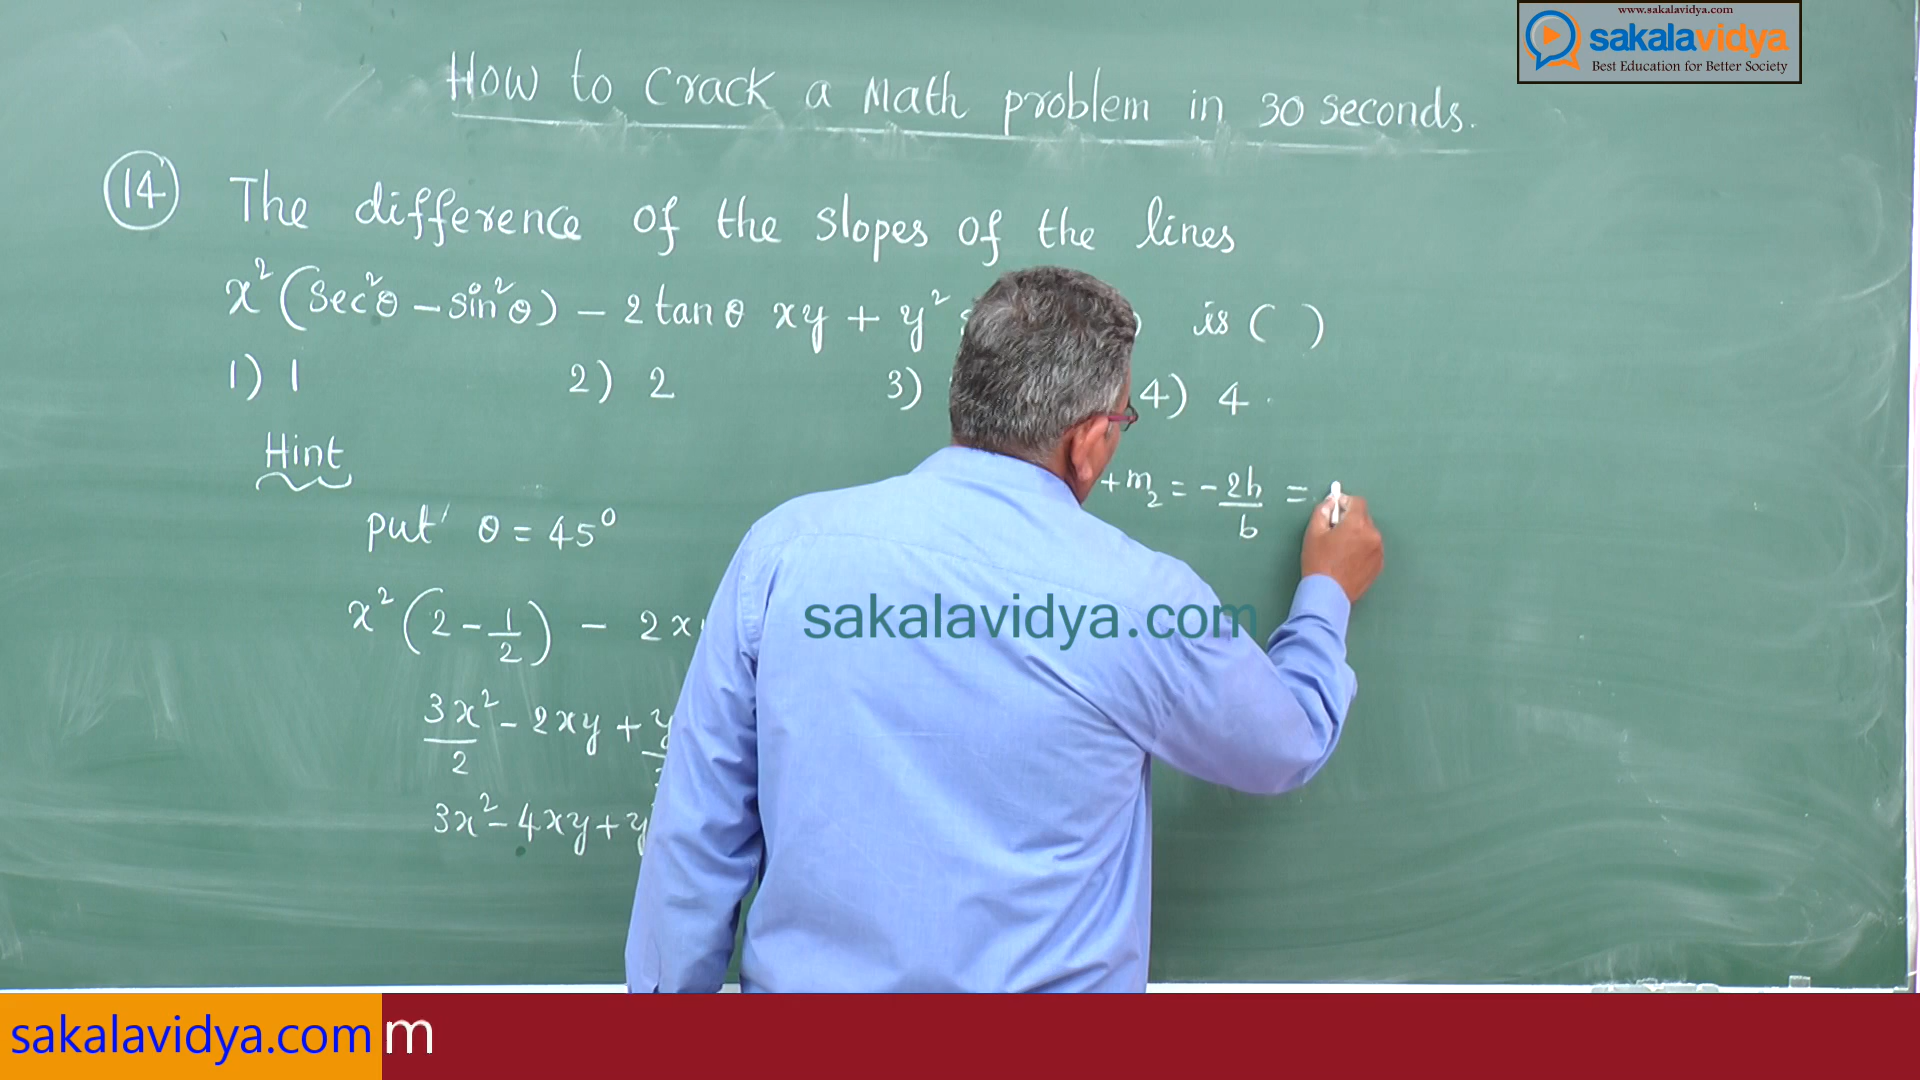 www.sakalavidya.com
sakalavidya
Best Education for Better Society
How to Crack a Math problem in 30 seconds.
14 The difference of the slopes of the lines
x²(sec²θ – sin²θ) – 2 tan θ xy + y² is ( )
1) 1 2) 2 3) 4) 4.
Hint
+m₂ = -2h/b =
put θ = 45°
x²(2 - 1/2) – 2x
sakalavidya.com
3x²/2 - 2xy + y
3x² - 4xy + y
sakalavidya.com m